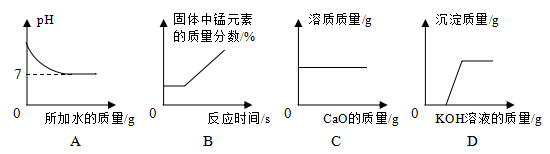 pH
7
0
所加水的质量/g
A
固体中锰元素
的质量分数/%
0
反应时间/s
B
溶质质量/g
0
CaO的质量/g
C
沉淀质量/g
0
KOH溶液的质量/g
D